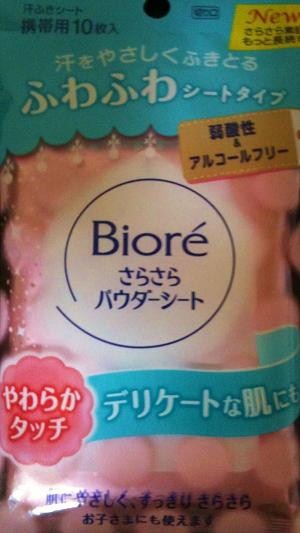 汗ふきシート
携帯用10枚入
New
さらさら素肌
もっと長続
汗をやさしくふきとる
ふわふわシートタイプ
弱酸性
&
アルコールフリー
Bioré
さらさら
パウダーシート
やわらか
タッチ
デリケートな肌にも
肌にやさしく、すっきり さらさら
お子さまにも使えます